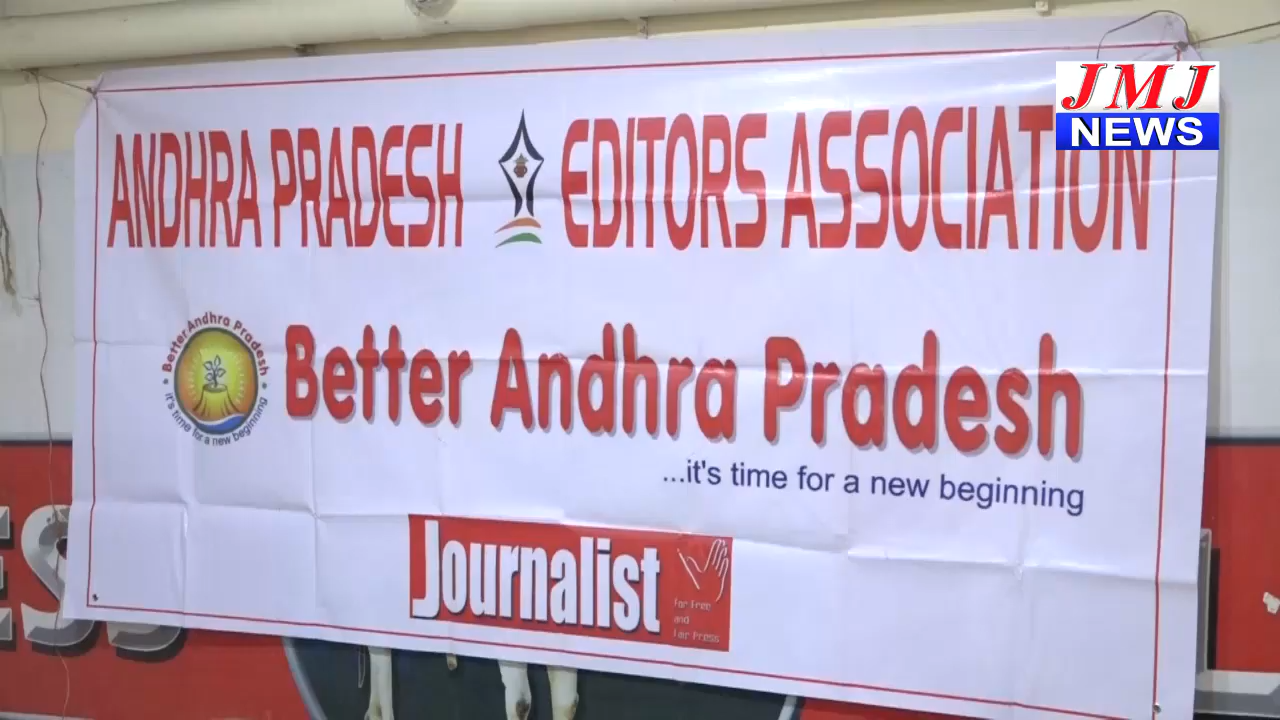 JMJ
NEWS
ANDHRA PRADESH EDITORS ASSOCIATION
Better Andhra Pradesh
it's time for a new beginning
Better Andhra Pradesh
...it's time for a new beginning
Journalist
For Free
and
Fair Press
ESS